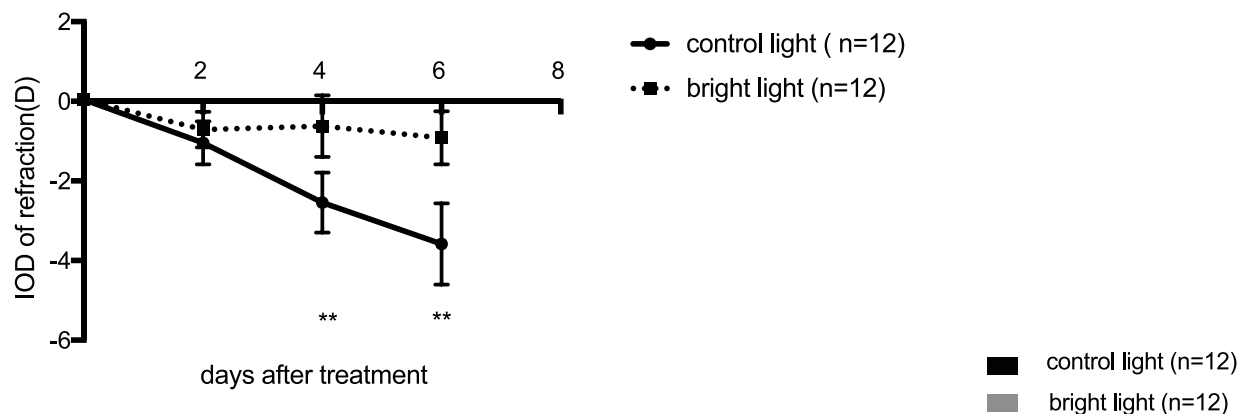 2
control light ( n=12)
2 4 6 8
bright light (n=12)
0
-2
-4
** **
-6
IOD of refraction(D)
days after treatment
control light (n=12)
bright light (n=12)